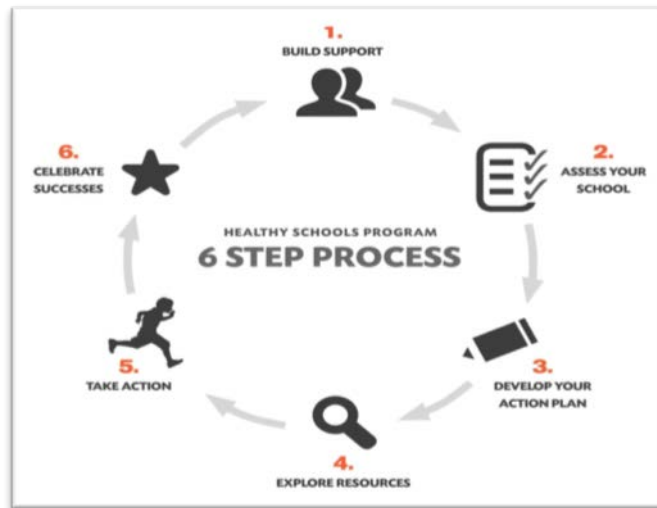 1.
BUILD SUPPORT
2.
ASSESS YOUR
SCHOOL
3.
DEVELOP YOUR
ACTION PLAN
4.
EXPLORE RESOURCES
5.
TAKE ACTION
6.
CELEBRATE
SUCCESSES
HEALTHY SCHOOLS PROGRAM
6 STEP PROCESS